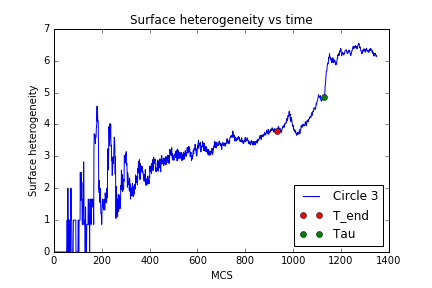 Surface heterogeneity vs time
Surface heterogeneity
7
6
5
4
3
2
1
0
0 200 400 600 800 1000 1200 1400
MCS
Circle 3
T_end
Tau